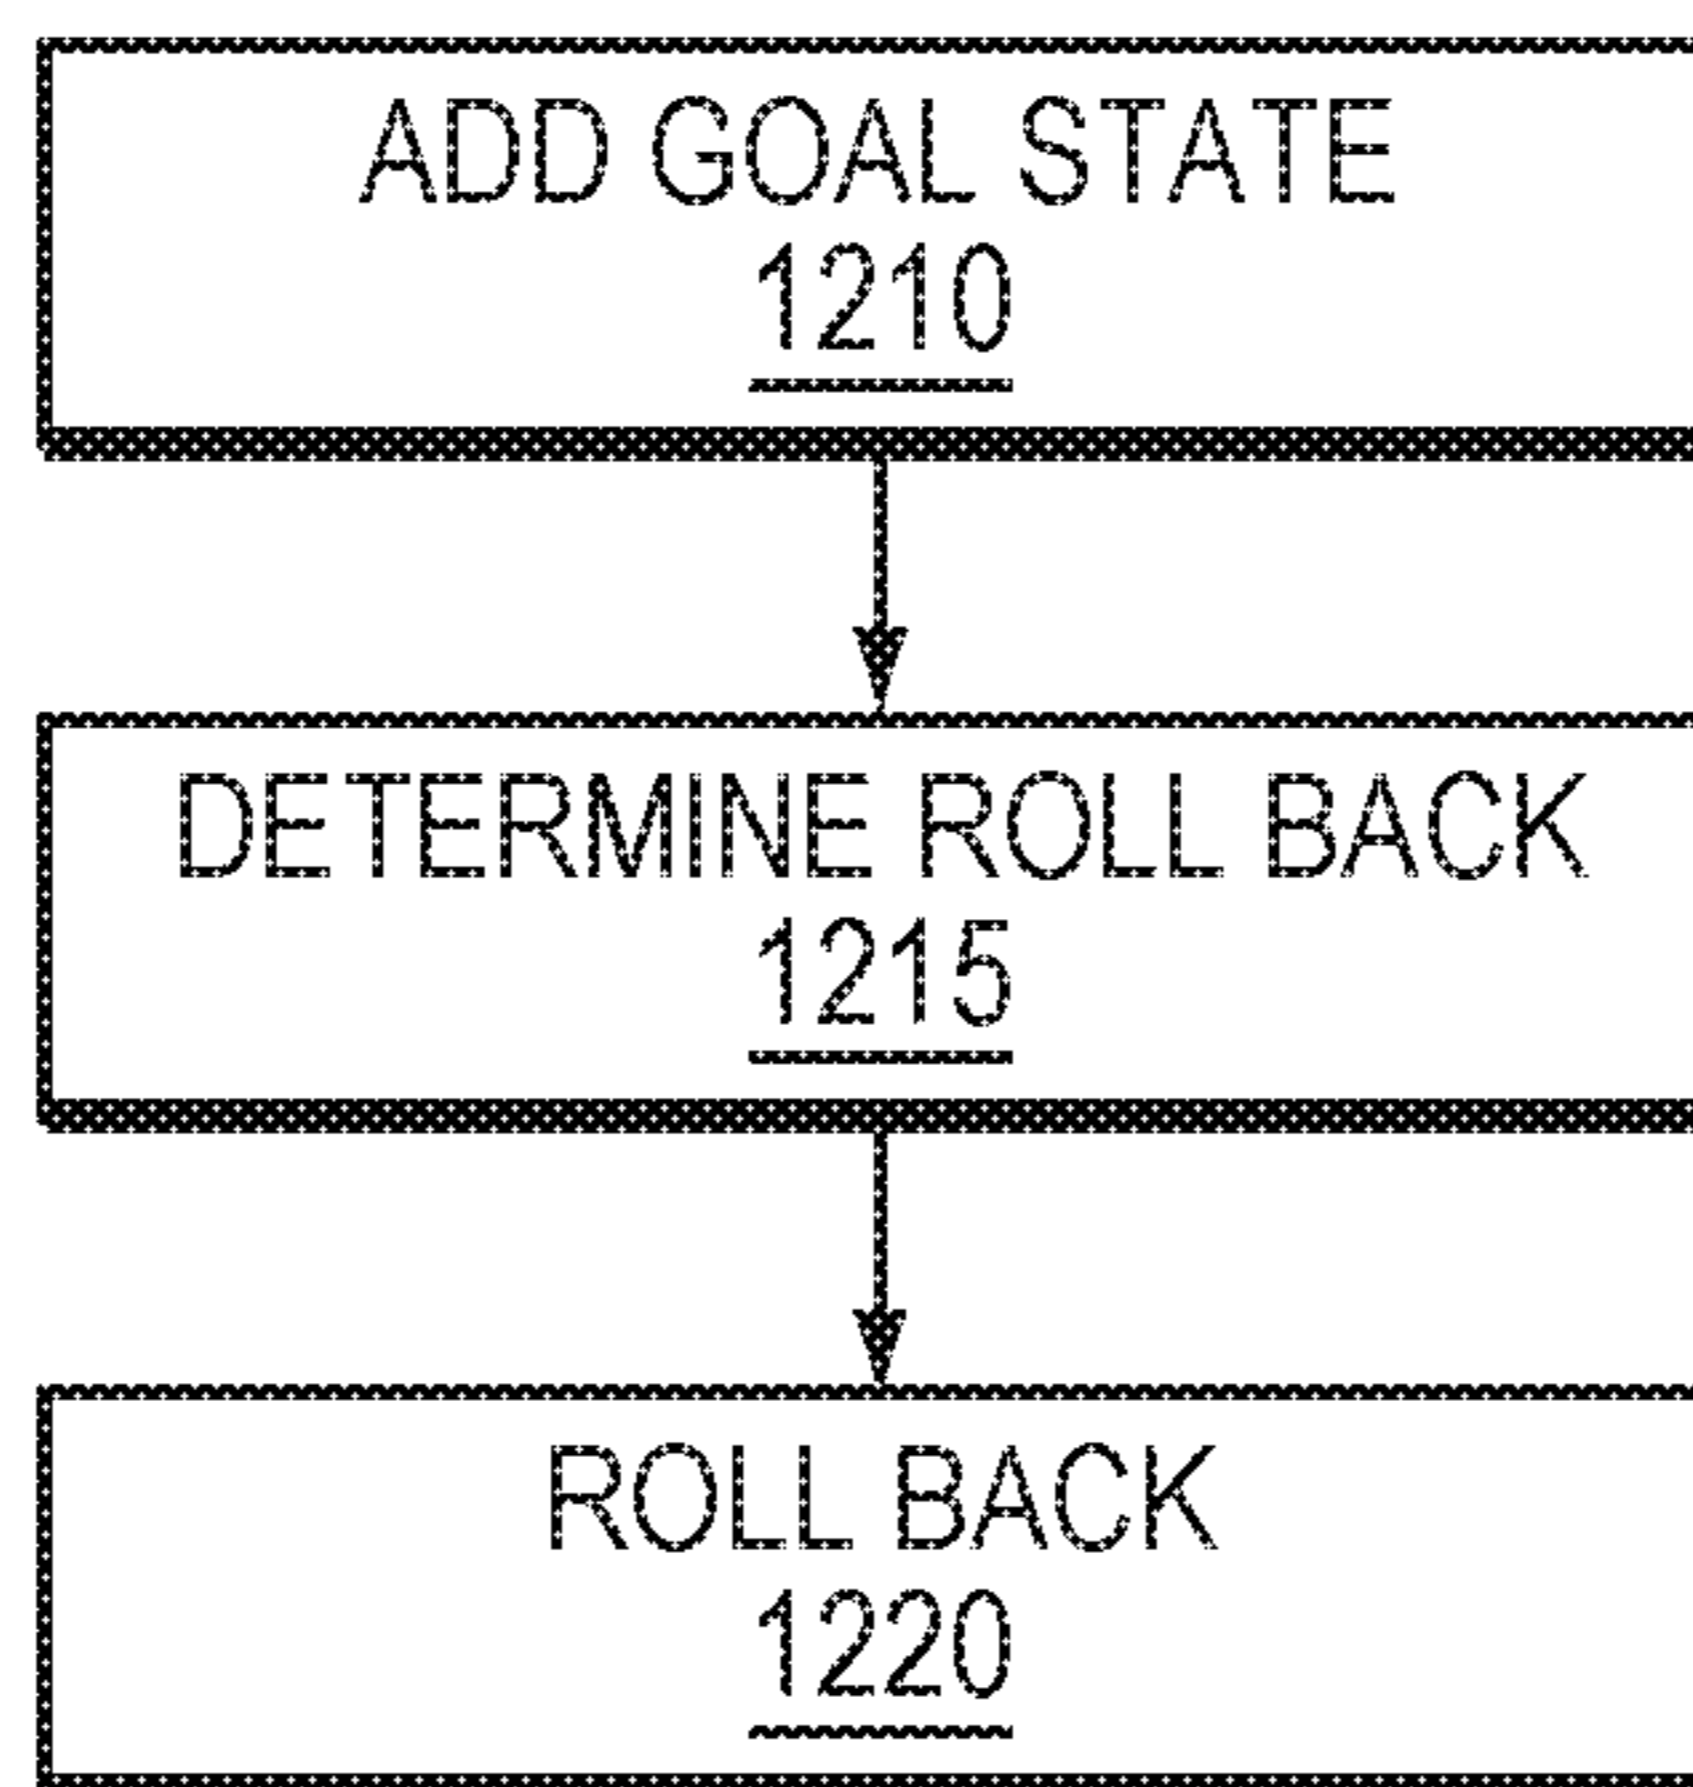 ADD GOAL STATE
1210
DETERMINE ROLL BACK
1215
ROLL BACK
1220